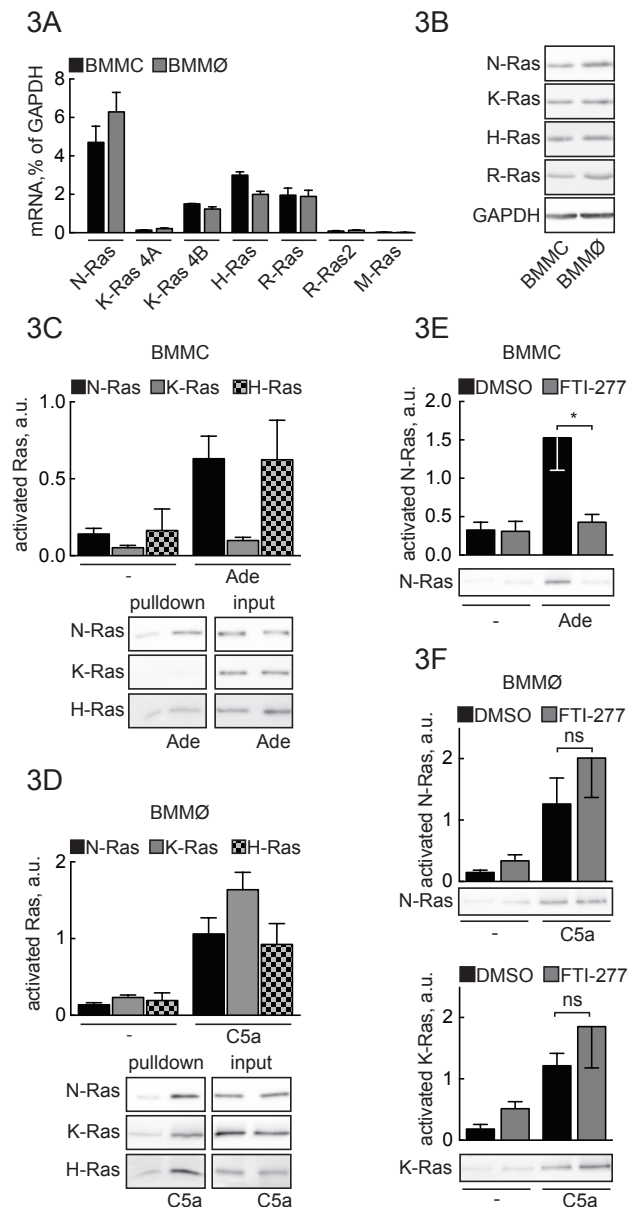 3A
BMMC BMMØ
mRNA,% of GAPDH
8
6
4
2
0
N-Ras
K-Ras 4A
K-Ras 4B
H-Ras
R-Ras
R-Ras2
M-Ras
3B
N-Ras
K-Ras
H-Ras
R-Ras
GAPDH
BMMC
BMMØ
3C
BMMC
N-Ras K-Ras H-Ras
activated Ras, a.u.
1.0
0.5
0.0
- Ade
pulldown input
N-Ras
K-Ras
H-Ras
Ade Ade
3D
BMMØ
N-Ras K-Ras H-Ras
activated Ras, a.u.
2
1
0
- C5a
pulldown input
N-Ras
K-Ras
H-Ras
C5a C5a
3E
BMMC
DMSO FTI-277
activated N-Ras, a.u.
2.0
*
1.5
1.0
0.5
0.0
N-Ras
- Ade
3F
BMMØ
DMSO FTI-277
ns
activated N-Ras, a.u.
2
1
0
N-Ras
- C5a
DMSO FTI-277
ns
activated K-Ras, a.u.
2
1
0
K-Ras
- C5a